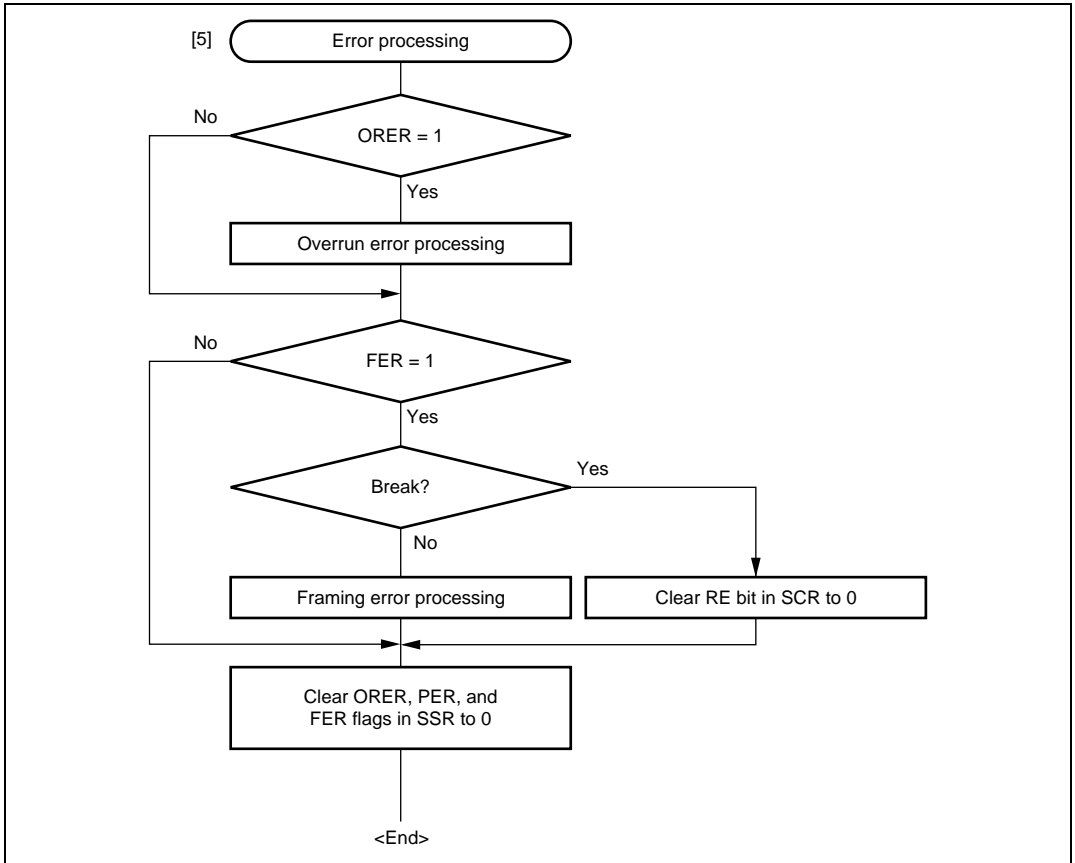 [5] Error processing
No
ORER = 1
Yes
Overrun error processing
No
FER = 1
Yes
Yes
Break?
No
Framing error processing
Clear RE bit in SCR to 0
Clear ORER, PER, and
FER flags in SSR to 0
<End>